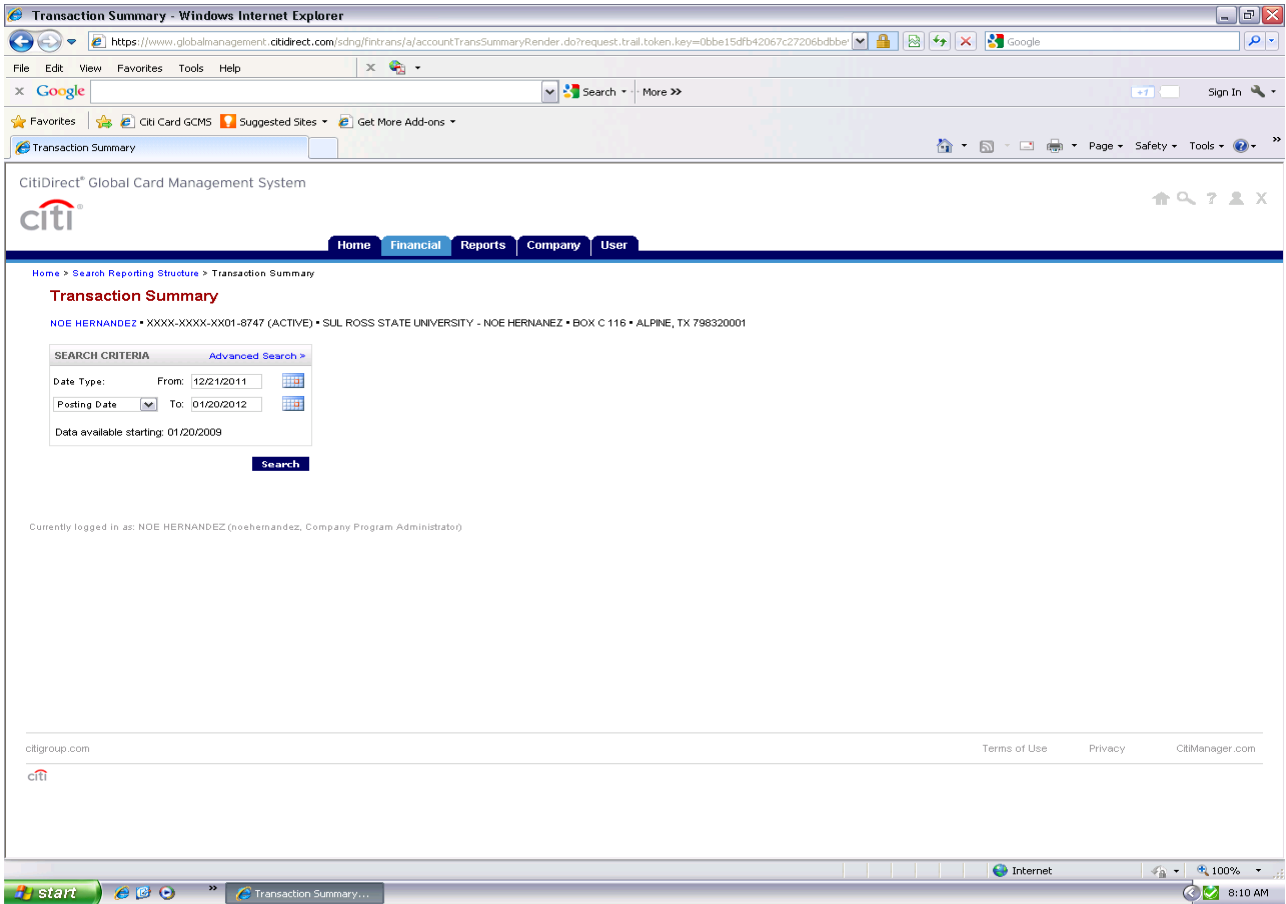 Transaction Summary - Windows Internet Explorer
https://www.globalmanagement.citidirect.com/sdng/fintrans/a/accountTransSummaryRender.do?request.trail.token.key=0bbe15dfb42067c27206bdbbe
Google
File Edit View Favorites Tools Help
x Google Search More >> +1 Sign In
Favorites Citi Card GCMS Suggested Sites Get More Add-ons
Transaction Summary Page Safety Tools >>
CitiDirect® Global Card Management System
citi®
? X
Home Financial Reports Company User
Home > Search Reporting Structure > Transaction Summary
Transaction Summary
NOE HERNANDEZ ▪ XXXX-XXXX-XX01-8747 (ACTIVE) ▪ SUL ROSS STATE UNIVERSITY - NOE HERNANEZ ▪ BOX C 116 ▪ ALPINE, TX 798320001
SEARCH CRITERIA Advanced Search >
Date Type: From: 12/21/2011
Posting Date To: 01/20/2012
Data available starting: 01/20/2009
Search
Currently logged in as: NOE HERNANDEZ (noehernandez, Company Program Administrator)
citigroup.com Terms of Use Privacy CitiManager.com
citi
Internet 100%
start >> Transaction Summary... 8:10 AM